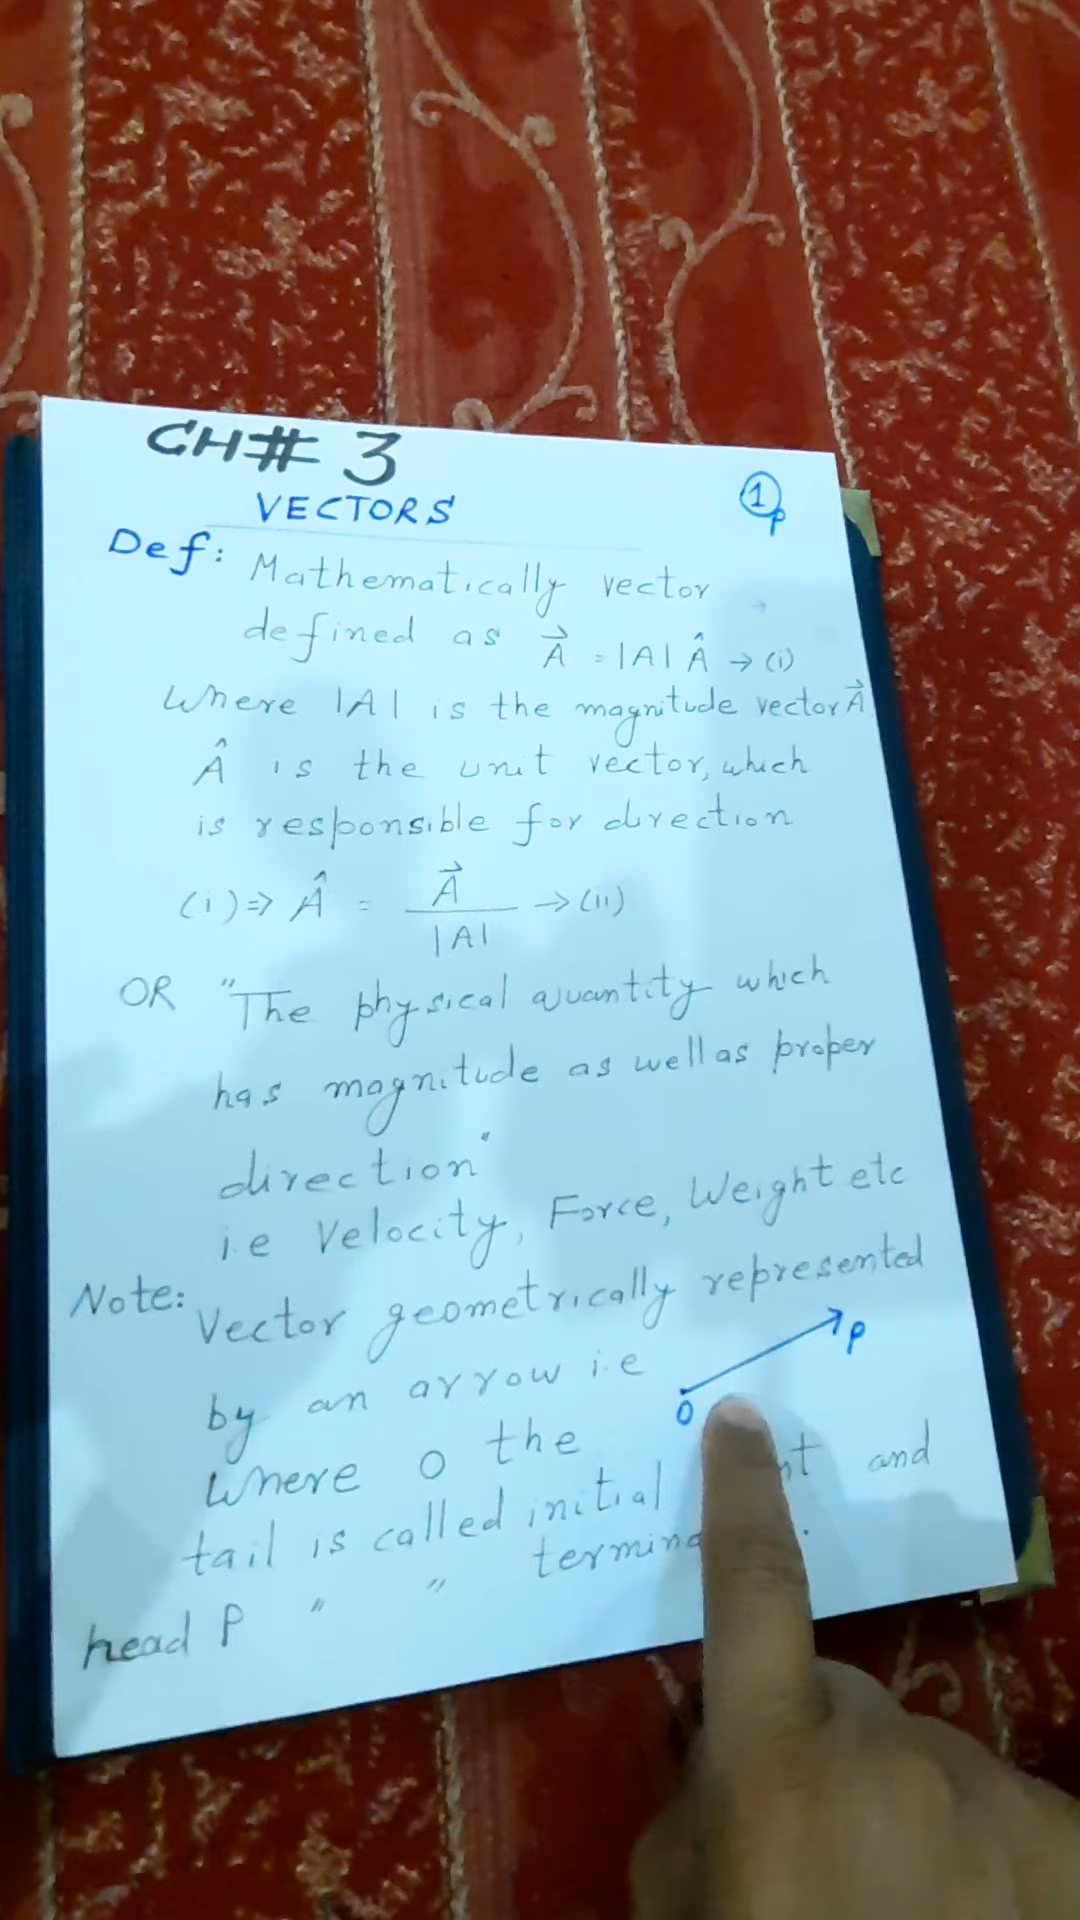 CH# 3
VECTORS
1
p
Def: Mathematically vector
defined as A⃗ = |A| Â → (i)
Where |A| is the magnitude vector A⃗
Â is the unit vector, which
is responsible for direction
(i) ⇒ Â = A⃗ / |A| → (ii)
OR "The physical quantity which
has magnitude as well as proper
direction"
i.e Velocity, Force, Weight etc
Note: Vector geometrically represented
by an arrow i.e
O P
Where O the
tail is called initial and
head P " "